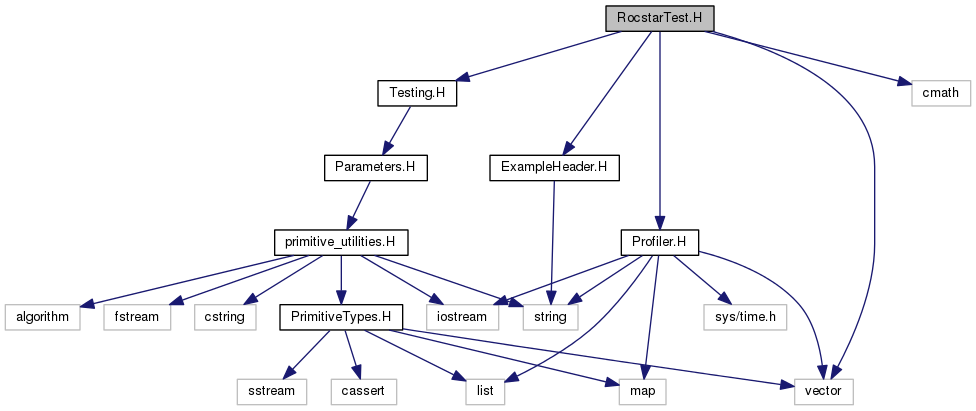 RocstarTest.H
Testing.H
cmath
Parameters.H
ExampleHeader.H
primitive_utilities.H
Profiler.H
algorithm
fstream
cstring
PrimitiveTypes.H
iostream
string
sys/time.h
sstream
cassert
list
map
vector